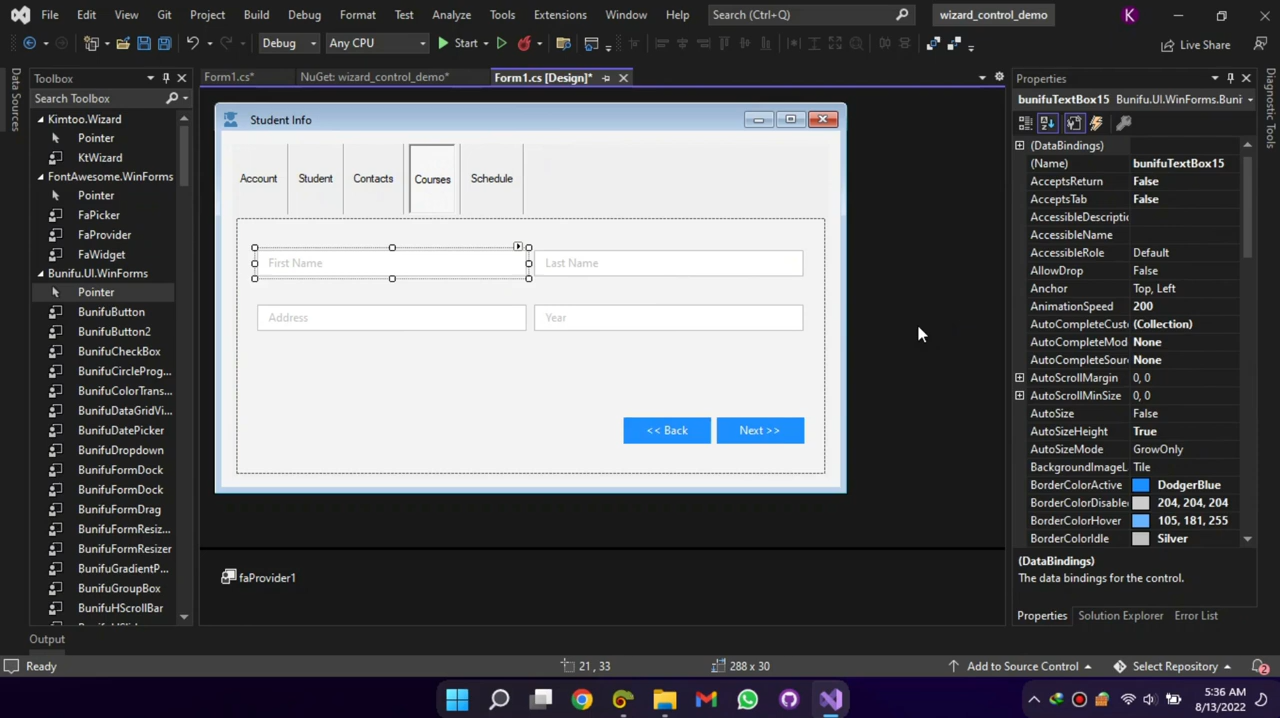 File Edit View Git Project Build Debug Format Test Analyze Tools Extensions Window Help Search (Ctrl+Q) wizard_control_demo K
Debug Any CPU Start Live Share
Data Sources
Toolbox
Search Toolbox
Kimtoo.Wizard
Pointer
KtWizard
FontAwesome.WinForms
Pointer
FaPicker
FaProvider
FaWidget
Bunifu.UI.WinForms
Pointer
BunifuButton
BunifuButton2
BunifuCheckBox
BunifuCircleProg...
BunifuColorTrans...
BunifuDataGridVi...
BunifuDatePicker
BunifuDropdown
BunifuFormDock
BunifuFormDock
BunifuFormDrag
BunifuFormResiz...
BunifuFormResizer
BunifuGradientP...
BunifuGroupBox
BunifuHScrollBar
Form1.cs* NuGet: wizard_control_demo* Form1.cs [Design]*
Student Info
Account Student Contacts Courses Schedule
First Name Last Name
Address Year
<< Back Next >>
faProvider1
Properties
bunifuTextBox15 Bunifu.UI.WinForms.Buni
(DataBindings)
(Name) bunifuTextBox15
AcceptsReturn False
AcceptsTab False
AccessibleDescriptio
AccessibleName
AccessibleRole Default
AllowDrop False
Anchor Top, Left
AnimationSpeed 200
AutoCompleteCust (Collection)
AutoCompleteMod None
AutoCompleteSour None
AutoScrollMargin 0, 0
AutoScrollMinSize 0, 0
AutoSize False
AutoSizeHeight True
AutoSizeMode GrowOnly
BackgroundImageL Tile
BorderColorActive DodgerBlue
BorderColorDisable 204, 204, 204
BorderColorHover 105, 181, 255
BorderColorIdle Silver
(DataBindings)
The data bindings for the control.
Properties Solution Explorer Error List
Diagnostic Tools
Output
Ready 21, 33 288 x 30 Add to Source Control Select Repository 2
5:36 AM
8/13/2022